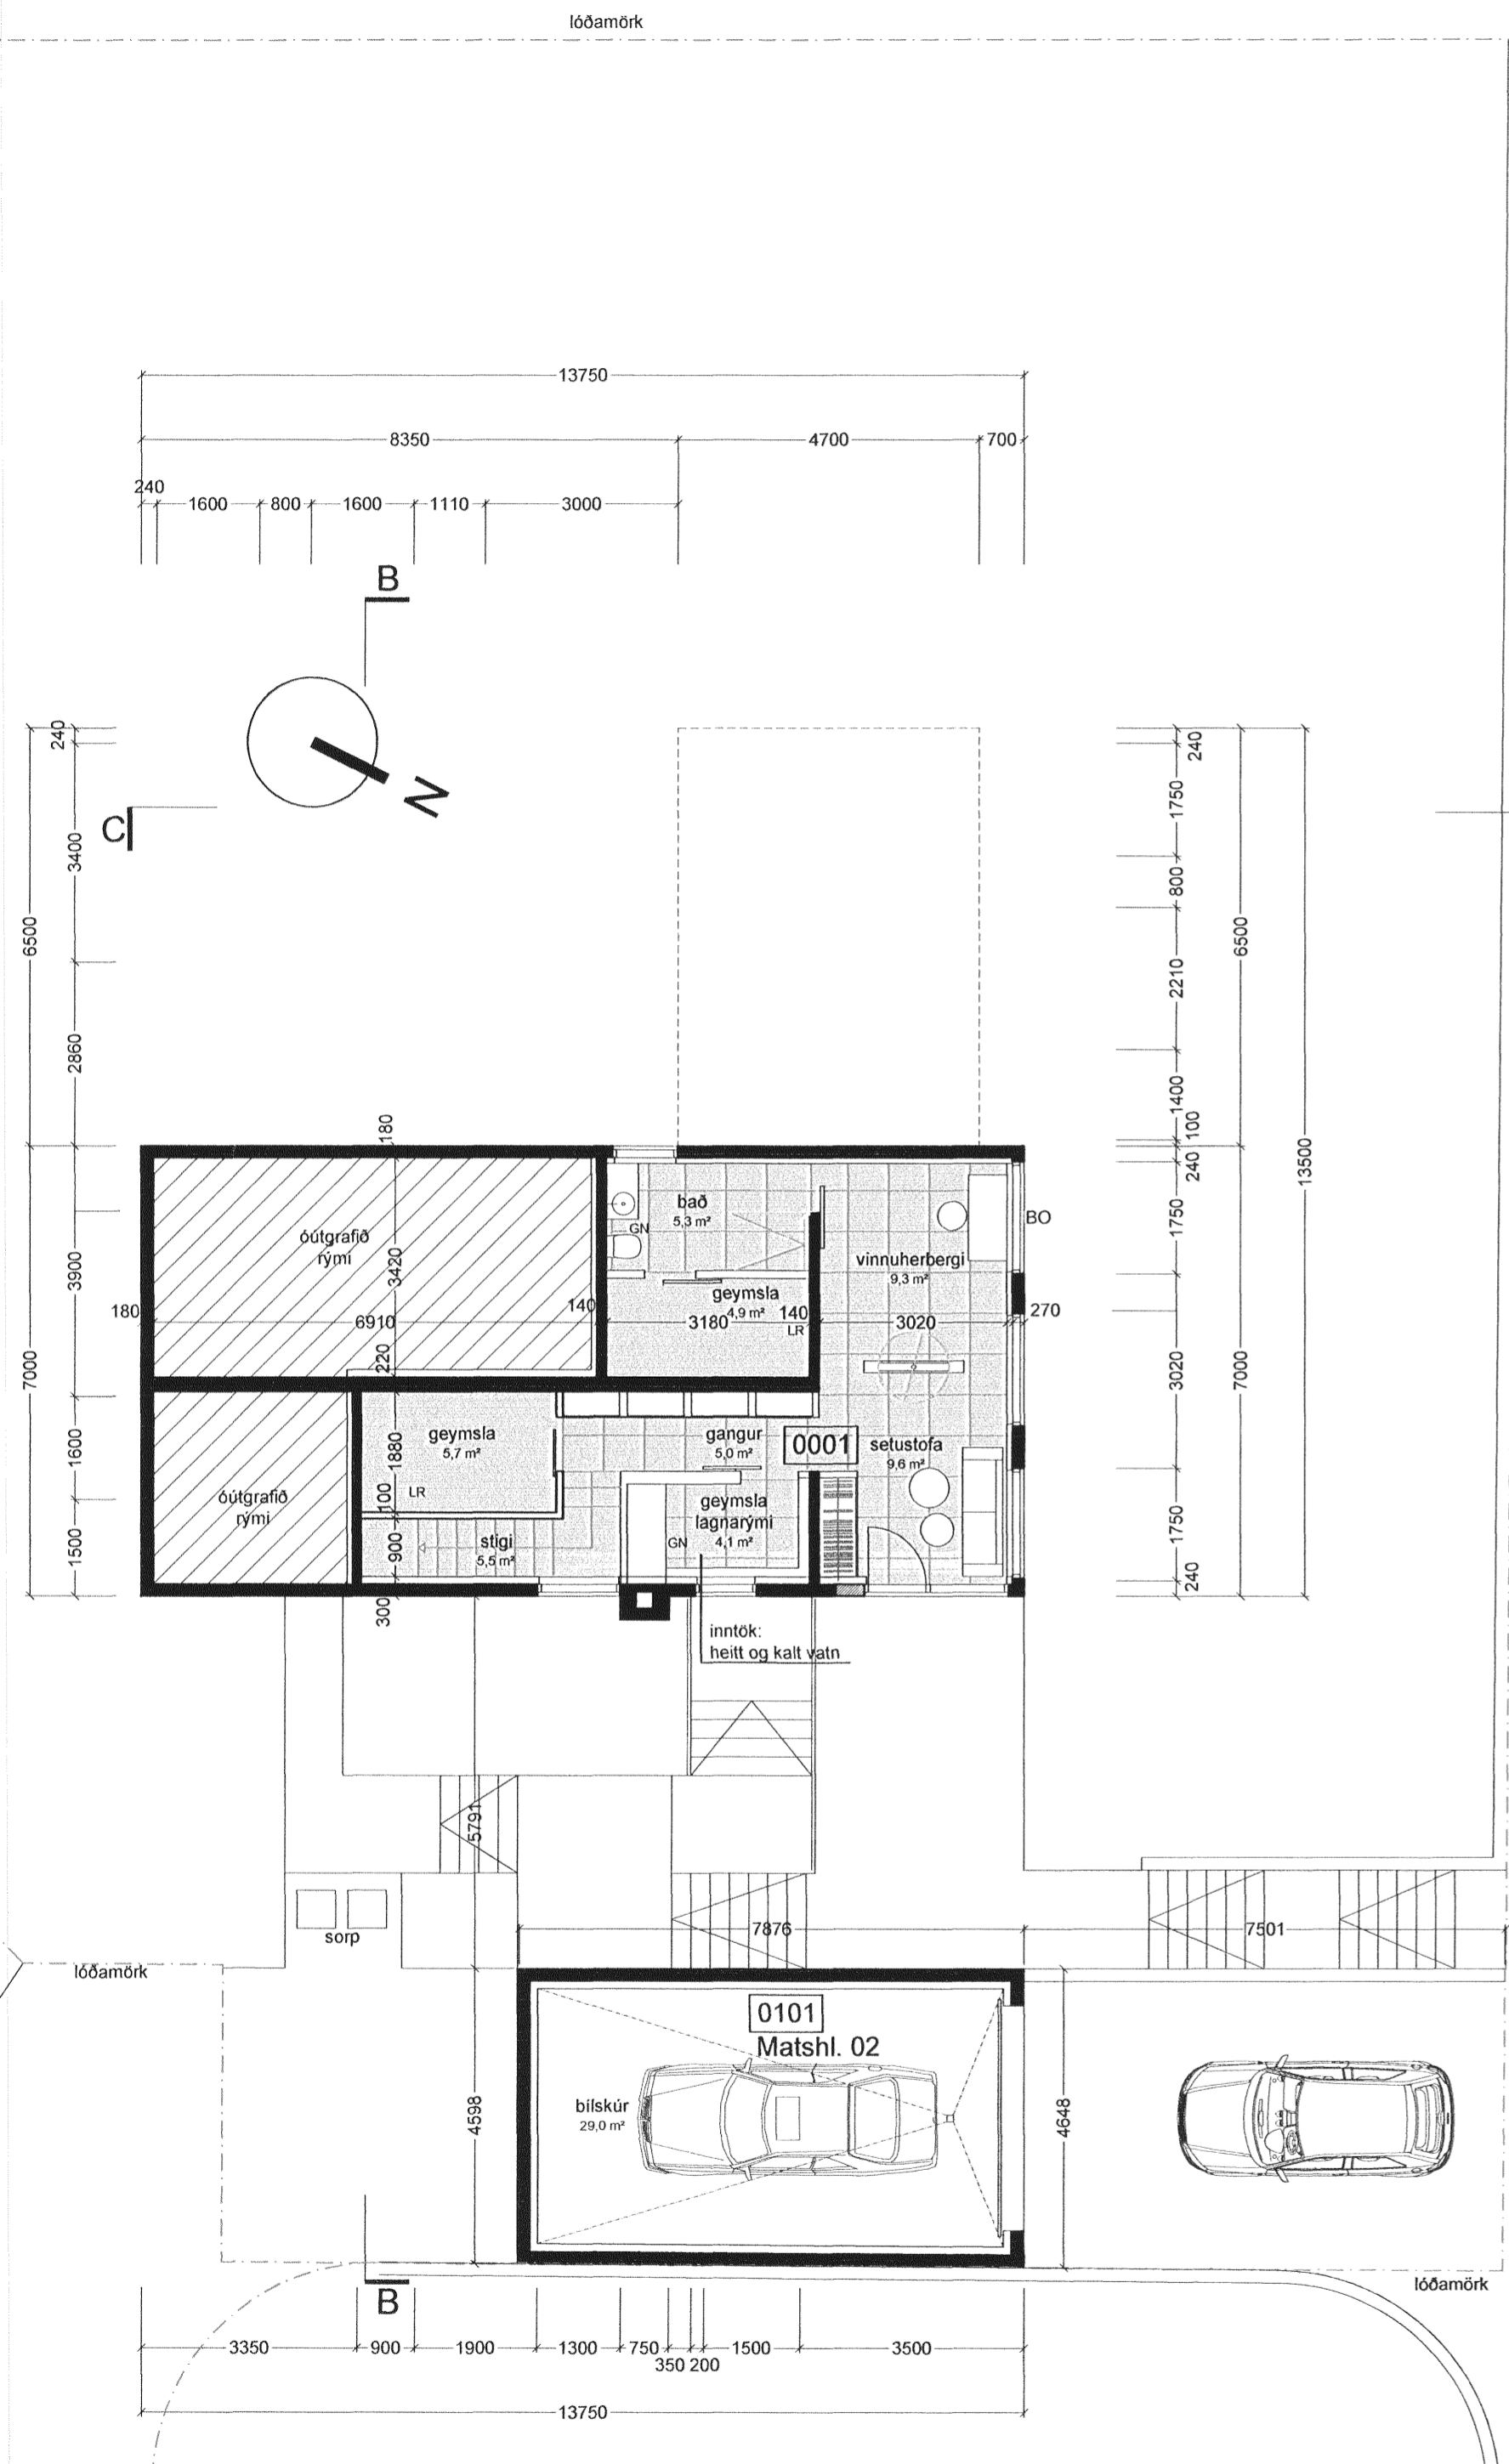 lóðamörk
13750
8350
4700
700
240
1600
800
1600
1110
3000
B
N
C
240
3400
6500
2860
180
3900
7000
1600
1500
240
1750
800
6500
2210
1400
100
240
13500
1750
3020
7000
1750
240
óútgrafið
rými
3420
180
6910
140
220
bað
5,3 m²
GN
BO
vinnuherbergi
9,3 m²
geymsla
4,9 m²
140
3180
LR
3020
270
geymsla
5,7 m²
1880
gangur
5,0 m²
0001
setustofa
9,6 m²
óútgrafið
rými
100
LR
geymsla
lagnarými
4,1 m²
GN
stigi
5,5 m²
900
300
inntök:
heitt og kalt vatn
5791
sorp
7876
7501
lóðamörk
0101
Matshl. 02
bílskúr
29,0 m²
4598
4648
lóðamörk
B
3350
900
1900
1300
750
350
200
1500
3500
13750